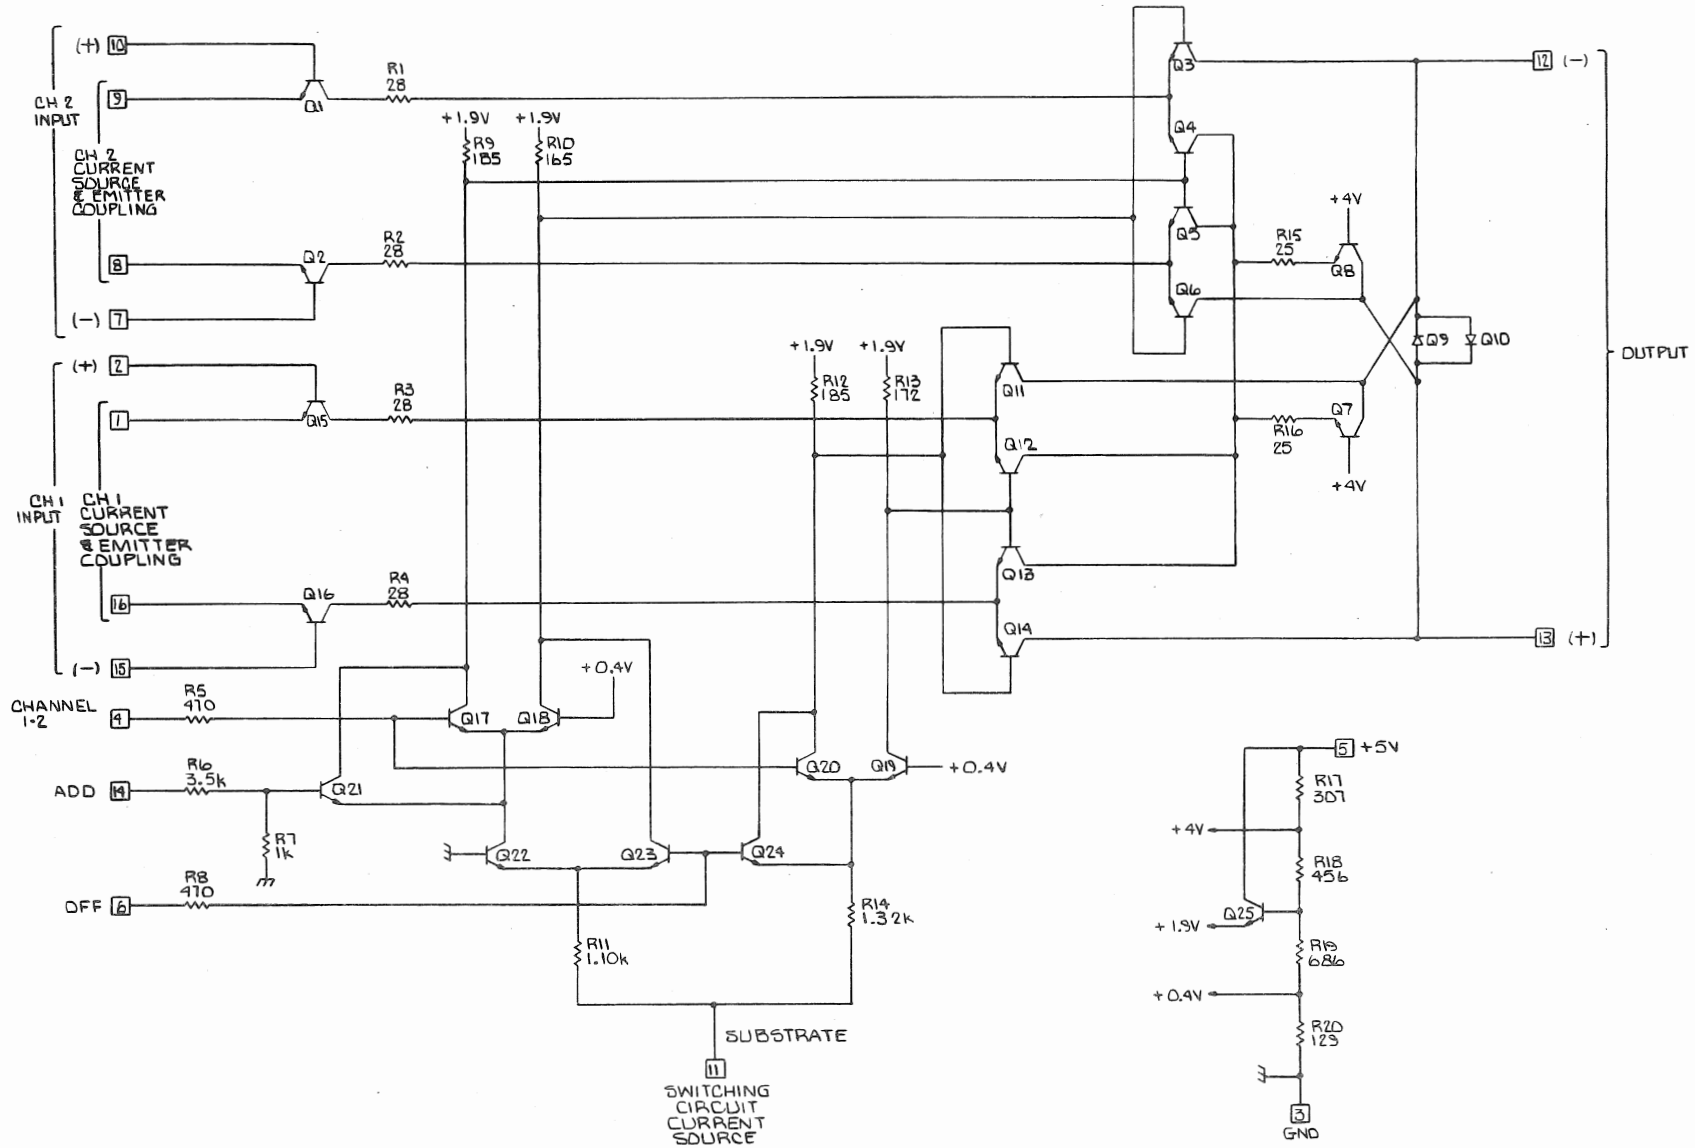 (+) 10
9
CH 2
INPUT
CH 2
CURRENT
SOURCE
& EMITTER
COUPLING
8
(−) 7
Q1
R1
28
Q2
R2
28
+1.9V
R9
185
+1.9V
R10
165
Q3
Q4
Q5
Q6
12 (−)
+4V
R15
25
Q8
Q9
Q10
OUTPUT
(+) 2
1
CH 1
INPUT
CH 1
CURRENT
SOURCE
& EMITTER
COUPLING
16
(−) 15
Q15
R3
28
Q16
R4
28
+1.9V
R12
185
+1.9V
R13
172
Q11
Q12
Q13
Q14
Q7
R16
25
+4V
13 (+)
CHANNEL
1-2
4
R5
470
Q17
Q18
+0.4V
ADD 14
R6
3.5k
R7
1k
Q21
Q20
Q19
+0.4V
Q22
Q23
Q24
OFF 6
R8
470
R11
1.10k
R14
1.32k
SUBSTRATE
11
SWITCHING
CIRCUIT
CURRENT
SOURCE
5 +5V
R17
307
+4V
R18
456
Q25
+1.9V
R19
686
+0.4V
R20
129
3
GND